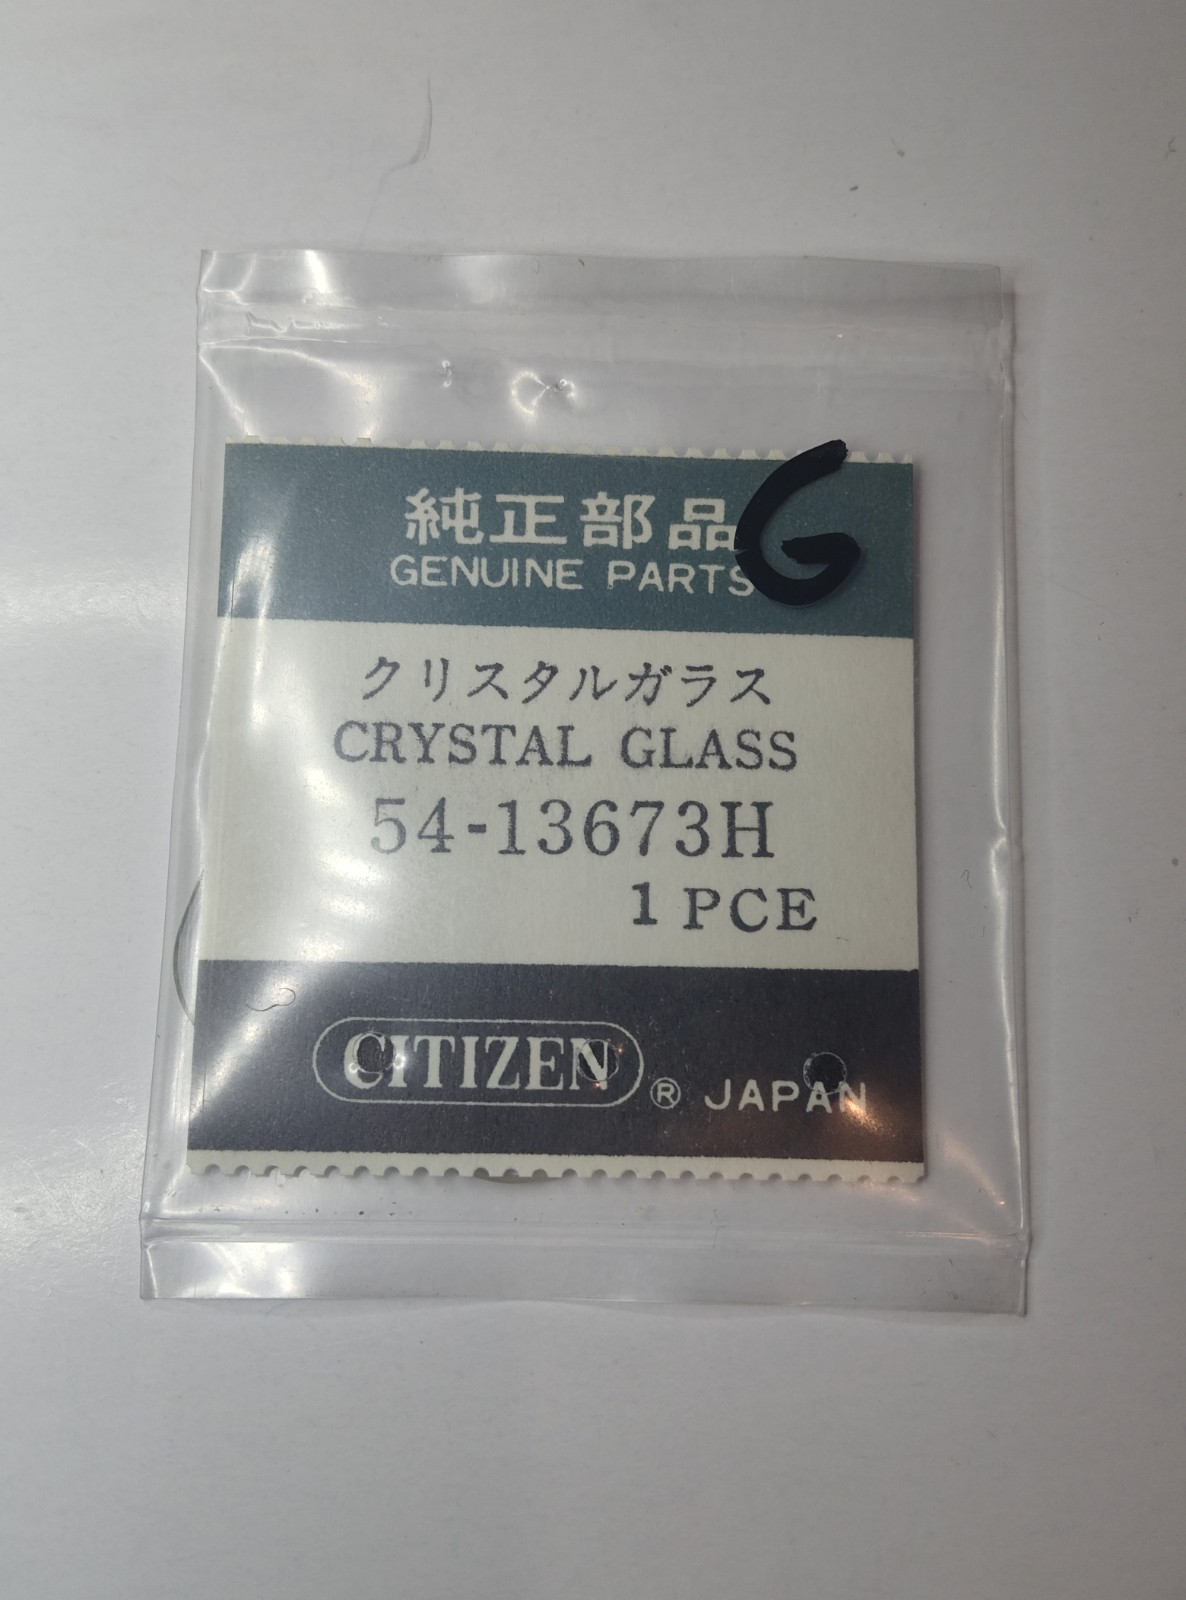 G
純正部品
GENUINE PARTS
クリスタルガラス
CRYSTAL GLASS
54-13673H
1 PCE
CITIZEN ® JAPAN